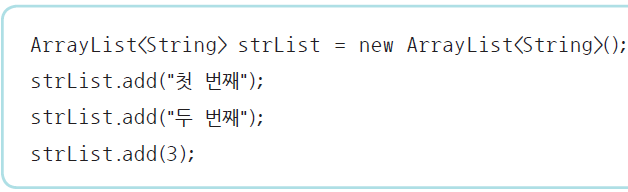 ArrayList<String> strList = new ArrayList<String>();
strList.add("첫 번째");
strList.add("두 번째");
strList.add(3);